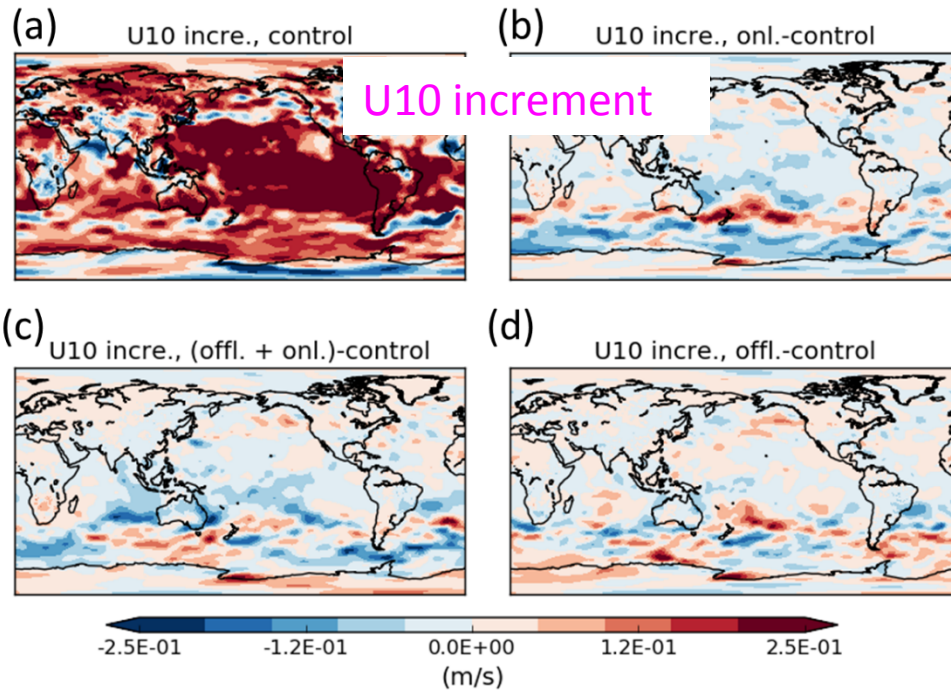 (a)
U10 incre., control
(b)
U10 incre., onl.-control
U10 increment
(c)
U10 incre., (offl. + onl.)-control
(d)
U10 incre., offl.-control
-2.5E-01 -1.2E-01 0.0E+00 1.2E-01 2.5E-01
(m/s)